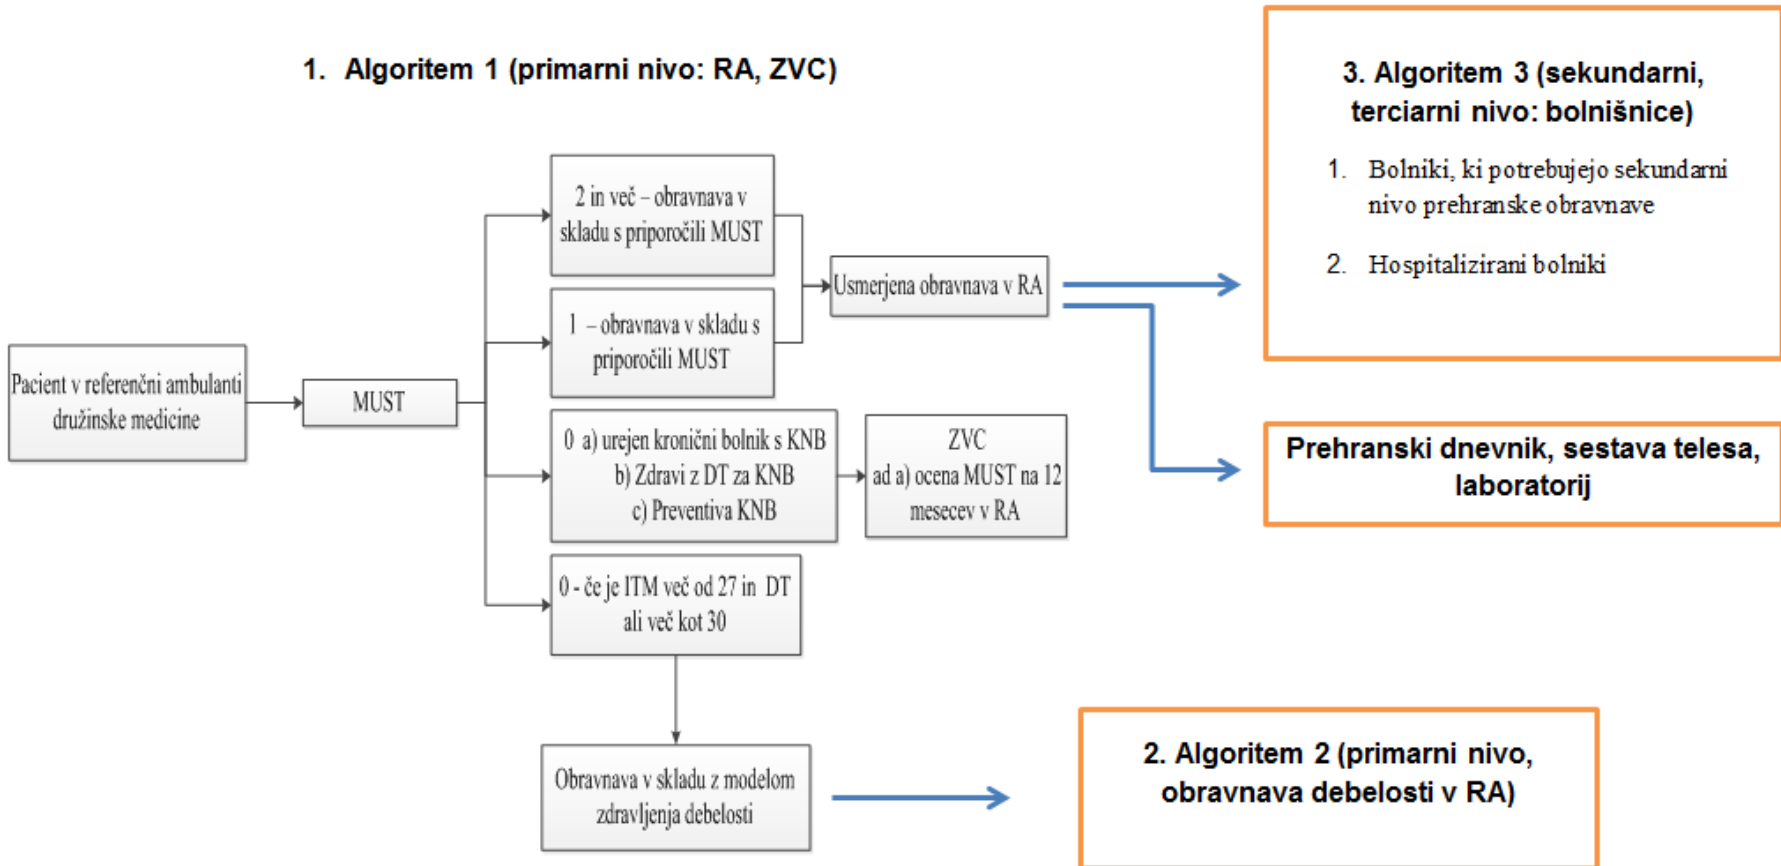 1. Algoritem 1 (primarni nivo: RA, ZVC)
Pacient v referenčni ambulanti
družinske medicine
MUST
2 in več – obravnava v
skladu s priporočili MUST
1 – obravnava v skladu s
priporočili MUST
0 a) urejen kronični bolnik s KNB
b) Zdravi z DT za KNB
c) Preventiva KNB
0 - če je ITM več od 27 in DT
ali več kot 30
Usmerjena obravnava v RA
ZVC
ad a) ocena MUST na 12
mesecev v RA
Obravnava v skladu z modelom
zdravljenja debelosti
3. Algoritem 3 (sekundarni,
terciarni nivo: bolnišnice)
1. Bolniki, ki potrebujejo sekundarni
nivo prehranske obravnave
2. Hospitalizirani bolniki
Prehranski dnevnik, sestava telesa,
laboratorij
2. Algoritem 2 (primarni nivo,
obravnava debelosti v RA)